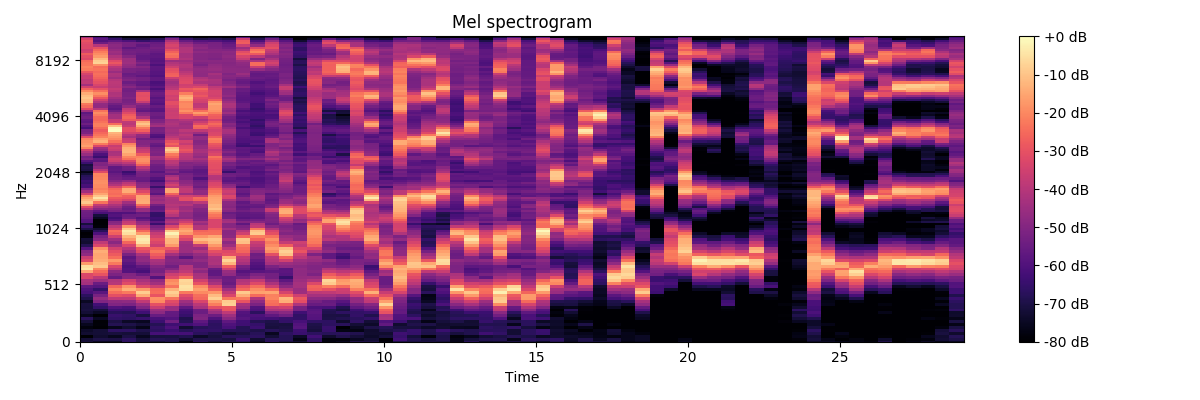 Mel spectrogram
8192
4096
2048
1024
512
0
Hz
0 5 10 15 20 25
Time
+0 dB
-10 dB
-20 dB
-30 dB
-40 dB
-50 dB
-60 dB
-70 dB
-80 dB